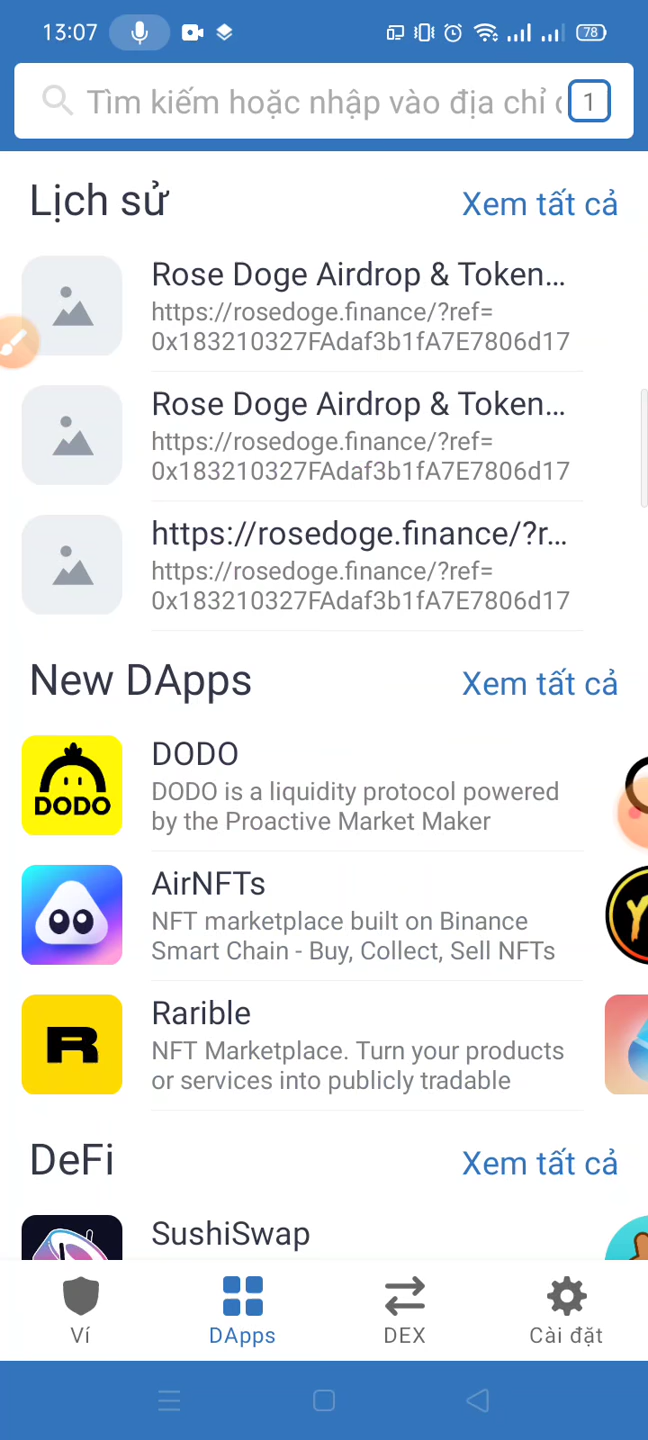 13:07
78
Tìm kiếm hoặc nhập vào địa chỉ
1
Lịch sử
Xem tất cả
Rose Doge Airdrop & Token...
https://rosedoge.finance/?ref=
0x183210327FAdaf3b1fA7E7806d17
Rose Doge Airdrop & Token...
https://rosedoge.finance/?ref=
0x183210327FAdaf3b1fA7E7806d17
https://rosedoge.finance/?r...
https://rosedoge.finance/?ref=
0x183210327FAdaf3b1fA7E7806d17
New DApps
Xem tất cả
DODO
DODO
DODO is a liquidity protocol powered
by the Proactive Market Maker
AirNFTs
NFT marketplace built on Binance
Smart Chain - Buy, Collect, Sell NFTs
Rarible
NFT Marketplace. Turn your products
or services into publicly tradable
DeFi
Xem tất cả
SushiSwap
Ví
DApps
DEX
Cài đặt